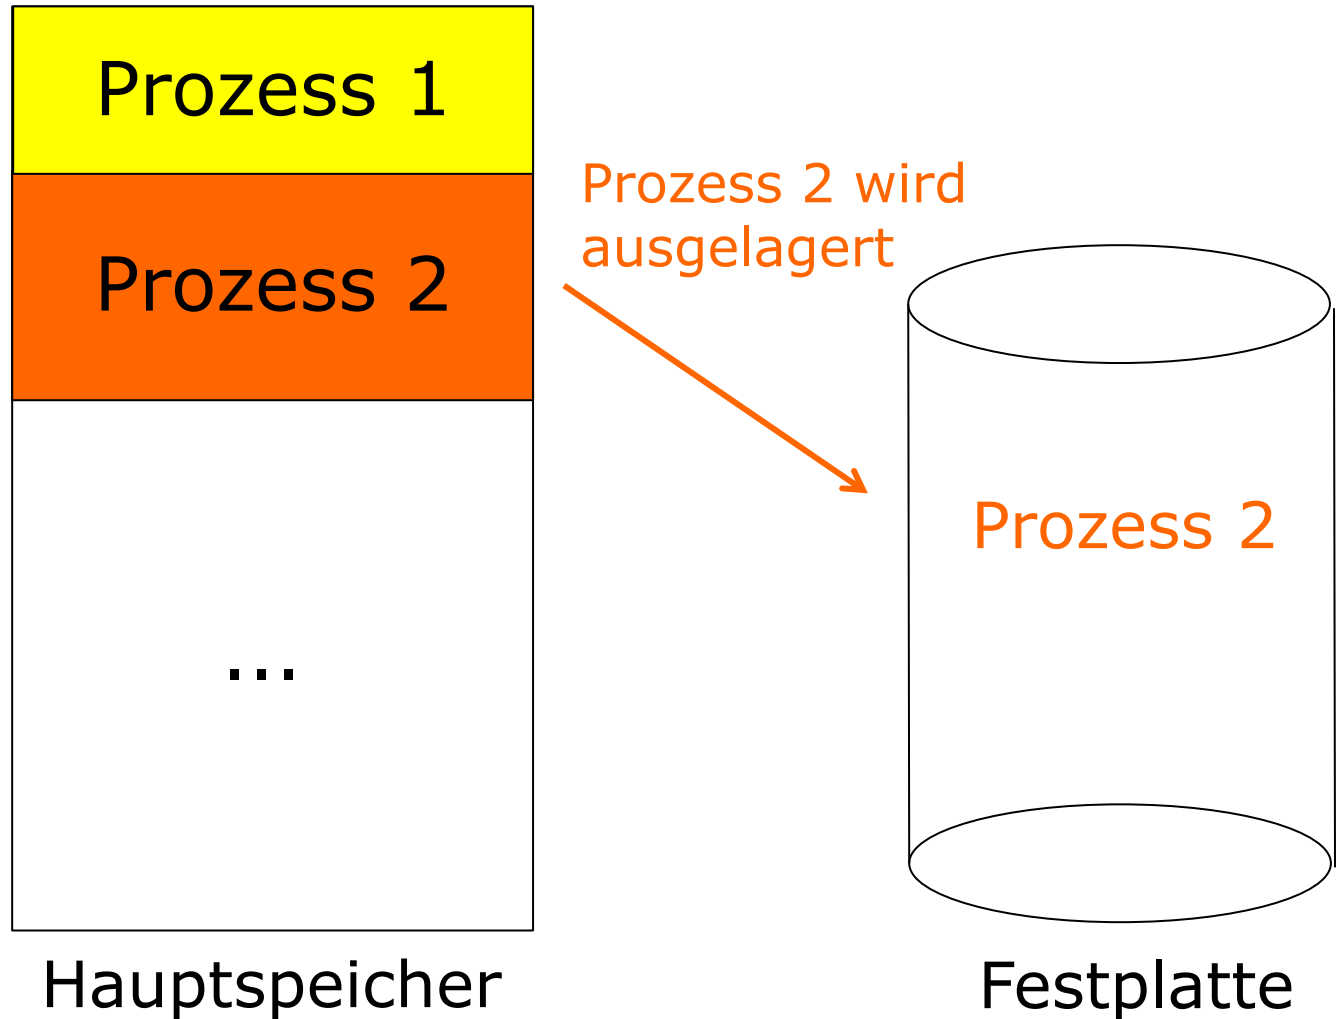 Prozess 1
Prozess 2 wird
ausgelagert
Prozess 2
Prozess 2
...
Hauptspeicher
Festplatte